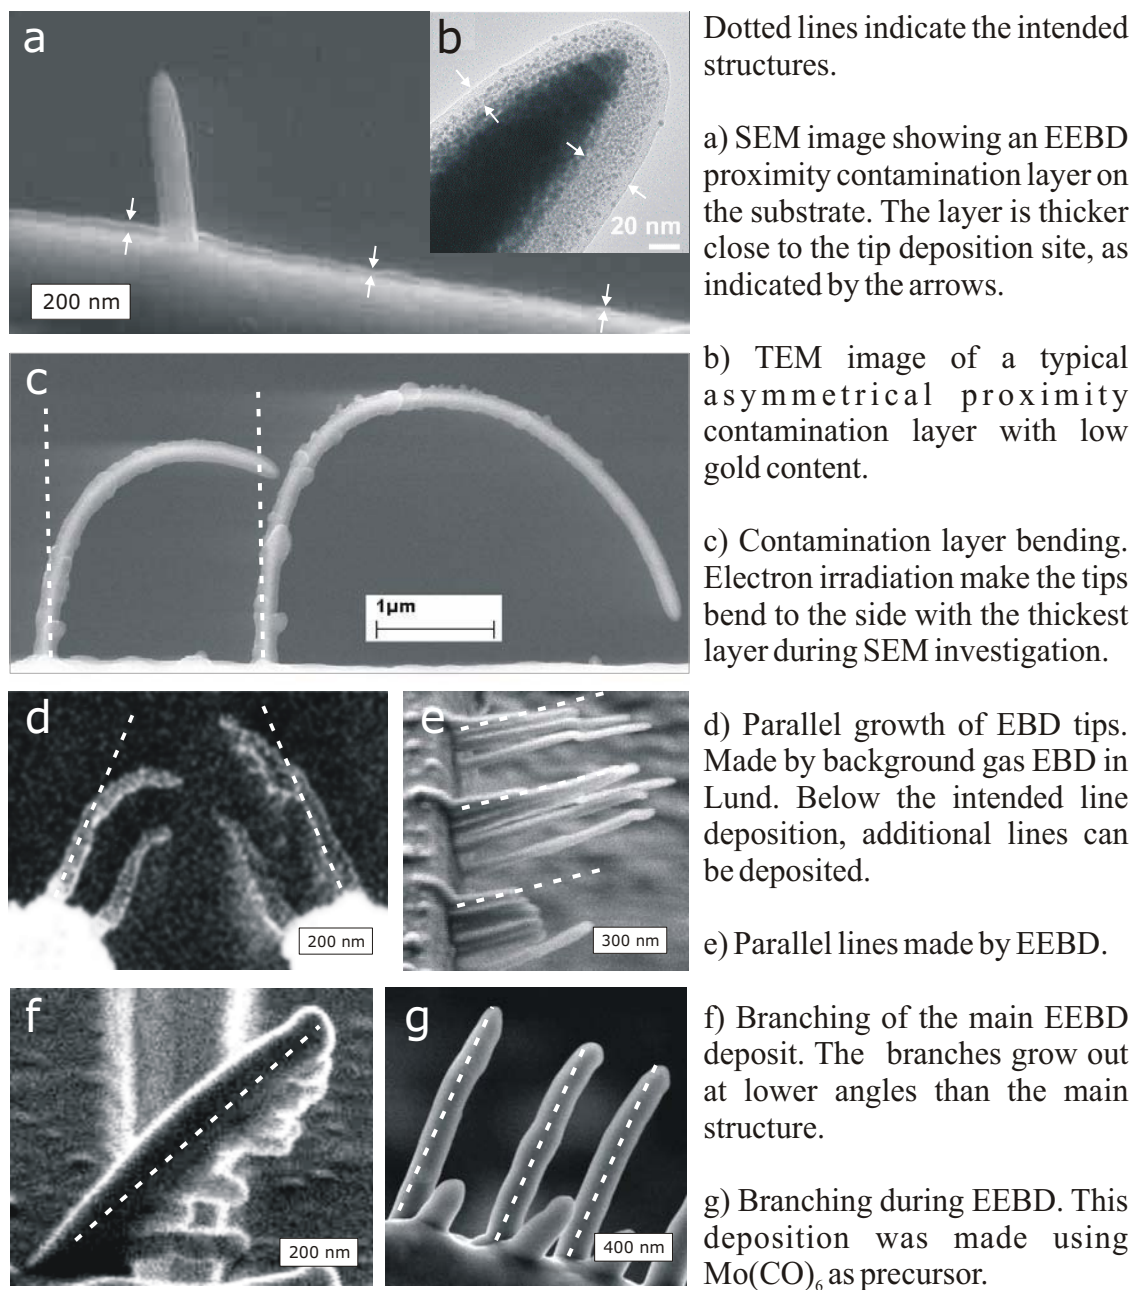 a
b
20 nm
200 nm
c
1µm
d
200 nm
e
300 nm
f
200 nm
g
400 nm
Dotted lines indicate the intended
structures.
a) SEM image showing an EEBD
proximity contamination layer on
the substrate. The layer is thicker
close to the tip deposition site, as
indicated by the arrows.
b) TEM image of a typical
asymmetrical proximity
contamination layer with low
gold content.
c) Contamination layer bending.
Electron irradiation make the tips
bend to the side with the thickest
layer during SEM investigation.
d) Parallel growth of EBD tips.
Made by background gas EBD in
Lund. Below the intended line
deposition, additional lines can
be deposited.
e) Parallel lines made by EEBD.
f) Branching of the main EEBD
deposit. The branches grow out
at lower angles than the main
structure.
g) Branching during EEBD. This
deposition was made using
Mo(CO)₆ as precursor.